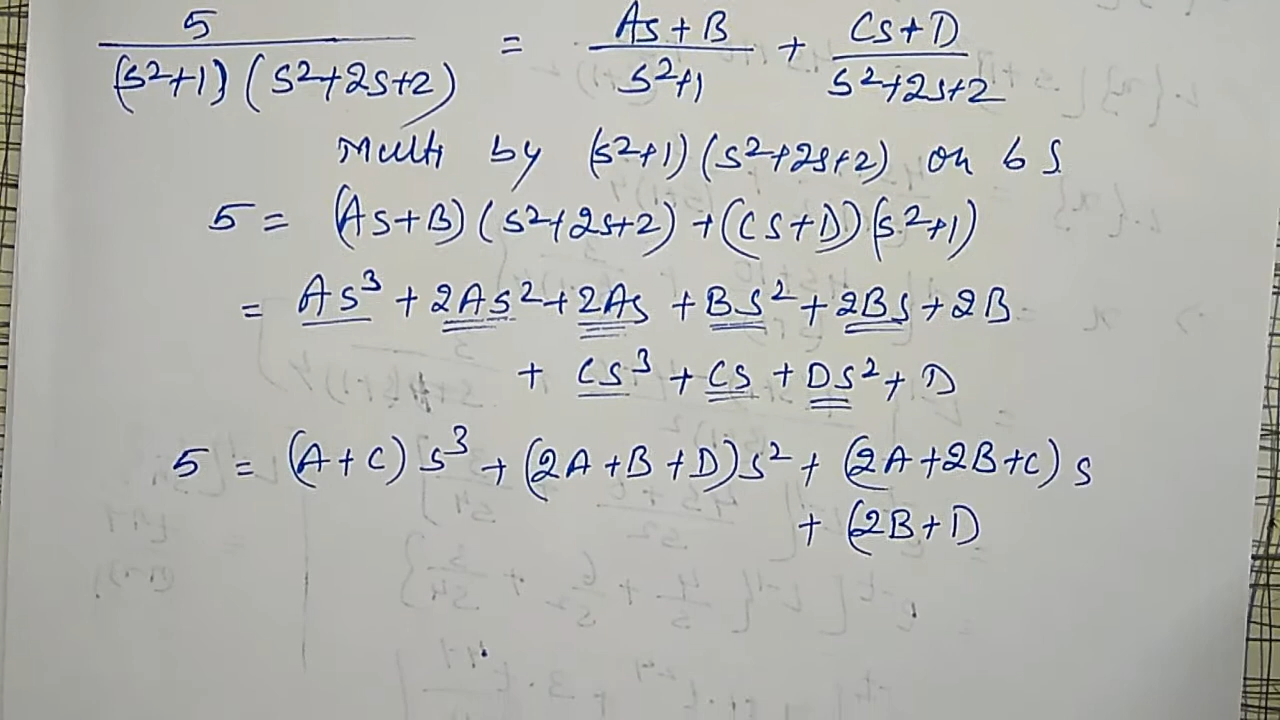 5/((s²+1)(s²+2s+2)) = (As+B)/(s²+1) + (Cs+D)/(s²+2s+2)
Multi by (s²+1)(s²+2s+2) on b S
5 = (As+B)(s²+2s+2)+(Cs+D)(s²+1)
= As³ + 2As² + 2As + Bs² + 2Bs + 2B
+ Cs³ + Cs + Ds² + D
5 = (A+C)s³ + (2A+B+D)s² + (2A+2B+C)s
+ (2B+D